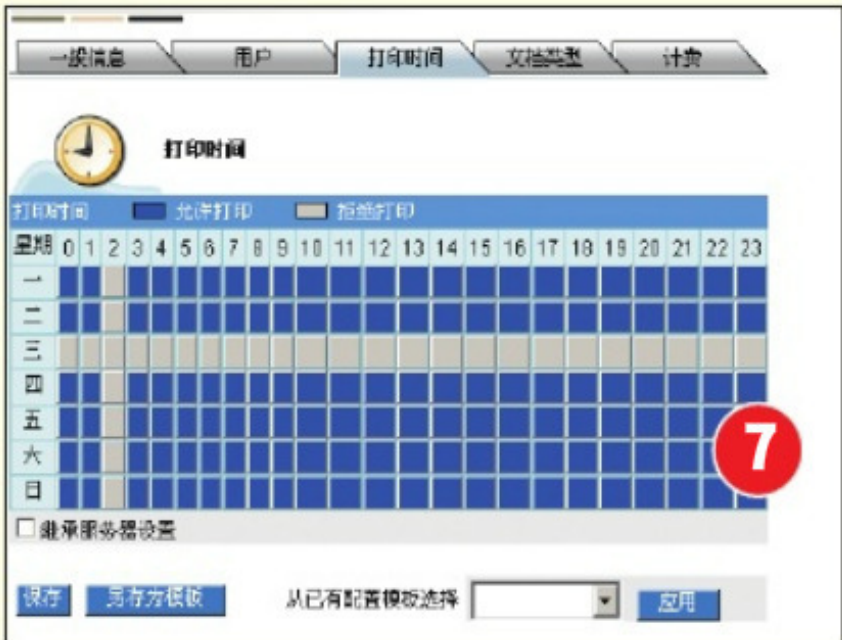 一般信息 用户 打印时间 文档类型 计费
打印时间
打印时间 允许打印 拒绝打印
星期 0 1 2 3 4 5 6 7 8 9 10 11 12 13 14 15 16 17 18 19 20 21 22 23
一
二
三
四
五
六
日
7
继承服务器设置
保存 另存为模板 从已有配置模板选择 应用